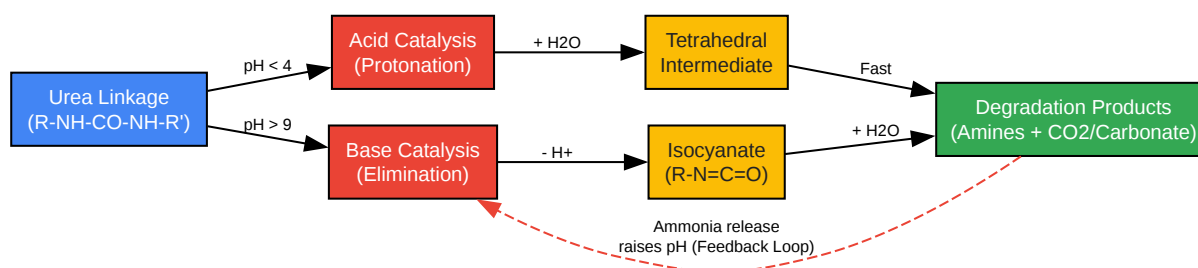 Urea Linkage
(R-NH-CO-NH-R')
pH < 4
pH > 9
Acid Catalysis
(Protonation)
+ H2O
Tetrahedral
Intermediate
Fast
Base Catalysis
(Elimination)
- H+
Isocyanate
(R-N=C=O)
+ H2O
Degradation Products
(Amines + CO2/Carbonate)
Ammonia release
raises pH (Feedback Loop)